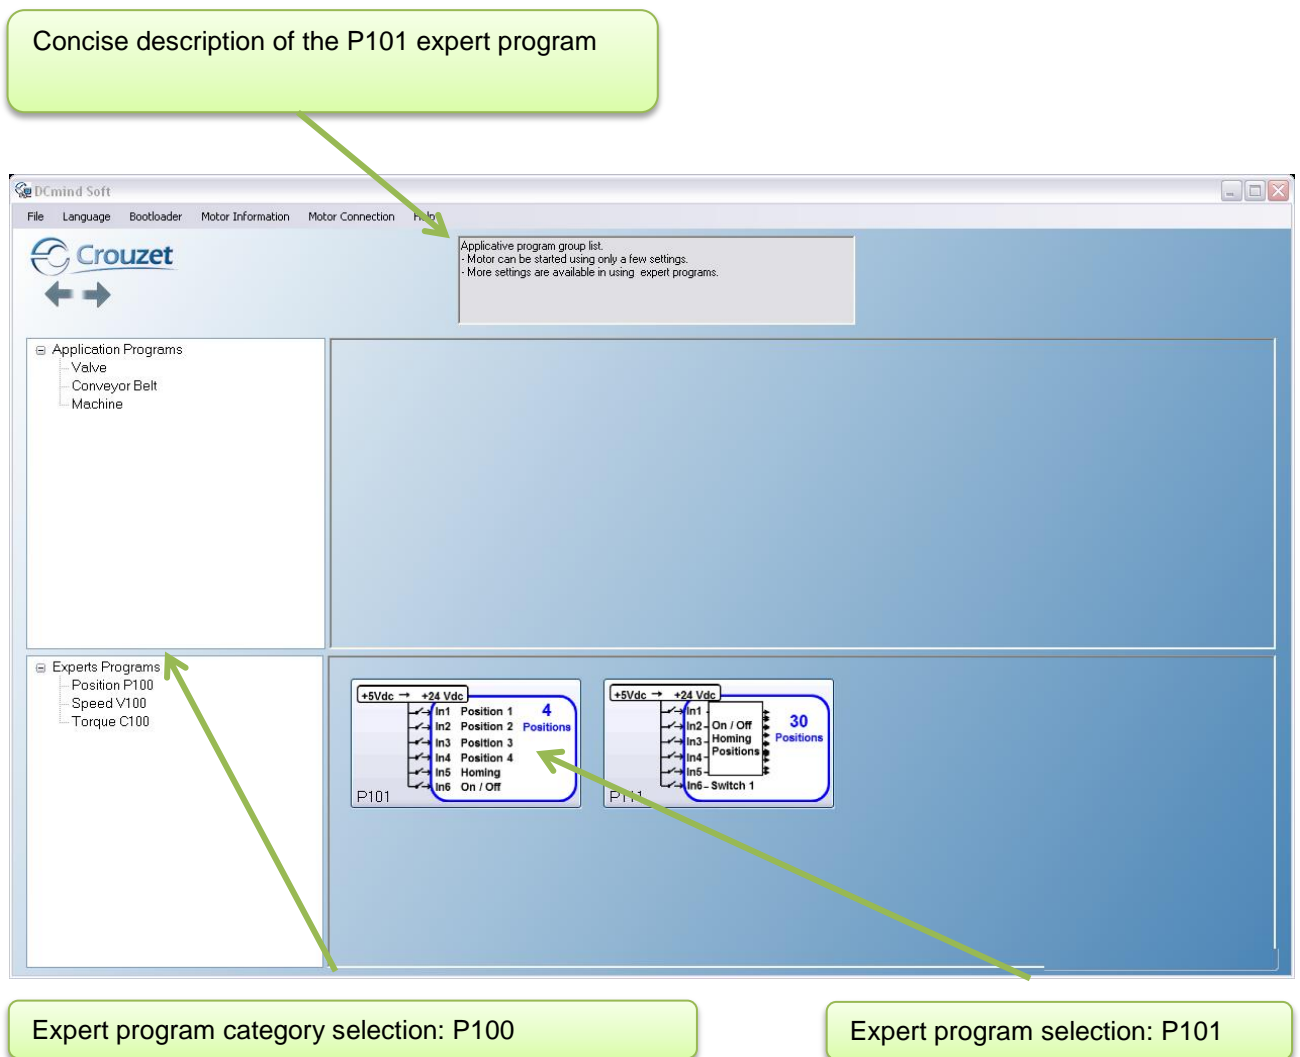 Concise description of the P101 expert program
DCmind Soft
File Language Bootloader Motor Information Motor Connection Help
Crouzet
Applicative program group list.
- Motor can be started using only a few settings.
- More settings are available in using expert programs.
Application Programs
Valve
Conveyor Belt
Machine
Experts Programs
Position P100
Speed V100
Torque C100
+5Vdc → +24 Vdc
In1 Position 1
In2 Position 2
In3 Position 3
In4 Position 4
In5 Homing
In6 On / Off
4
Positions
P101
+5Vdc → +24 Vdc
In1
In2
In3
In4
In5
In6 - Switch 1
On / Off
Homing
Positions
30
Positions
P111
Expert program category selection: P100
Expert program selection: P101